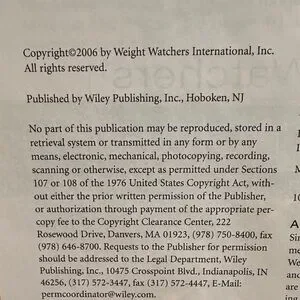 Copyright©2006 by Weight Watchers International, Inc.
All rights reserved.
Published by Wiley Publishing, Inc., Hoboken, NJ
No part of this publication may be reproduced, stored in a
retrieval system or transmitted in any form or by any
means, electronic, mechanical, photocopying, recording,
scanning or otherwise, except as permitted under Sections
107 or 108 of the 1976 United States Copyright Act, with-
out either the prior written permission of the Publisher,
or authorization through payment of the appropriate per-
copy fee to the Copyright Clearance Center, 222
Rosewood Drive, Danvers, MA 01923, (978) 750-8400, fax
(978) 646-8700. Requests to the Publisher for permission
should be addressed to the Legal Department, Wiley
Publishing, Inc., 10475 Crosspoint Blvd., Indianapolis, IN
46256, (317) 572-3447, fax (317) 572-4447, E-Mail:
permcoordinator@wiley.com.